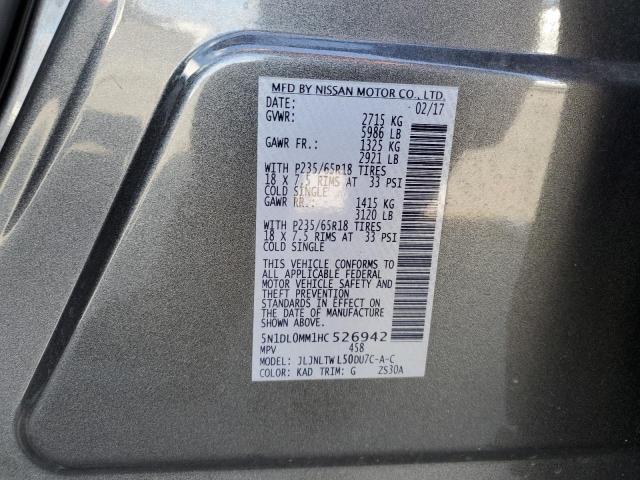 MFD BY NISSAN MOTOR CO., LTD.
DATE: 02/17
GVWR: 2715 KG
5986 LB
GAWR FR.: 1325 KG
2921 LB
WITH P235/65R18 TIRES
18 X 7.5 RIMS AT 33 PSI
COLD SINGLE
GAWR RR.: 1415 KG
3120 LB
WITH P235/65R18 TIRES
18 X 7.5 RIMS AT 33 PSI
COLD SINGLE
THIS VEHICLE CONFORMS TO
ALL APPLICABLE FEDERAL
MOTOR VEHICLE SAFETY AND
THEFT PREVENTION
STANDARDS IN EFFECT ON
THE DATE OF MANUFACTURE
SHOWN ABOVE.
5N1DL0MM1HC526942
MPV 458
MODEL: JLJNLTWL50DU7C-A-C
COLOR: KAD TRIM: G ZS30A